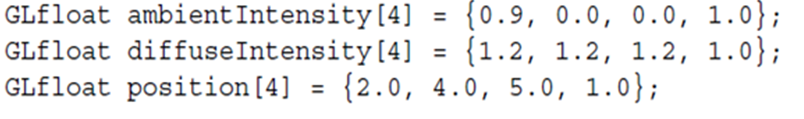 GLfloat ambientIntensity[4] = {0.9, 0.0, 0.0, 1.0};
GLfloat diffuseIntensity[4] = {1.2, 1.2, 1.2, 1.0};
GLfloat position[4] = {2.0, 4.0, 5.0, 1.0};